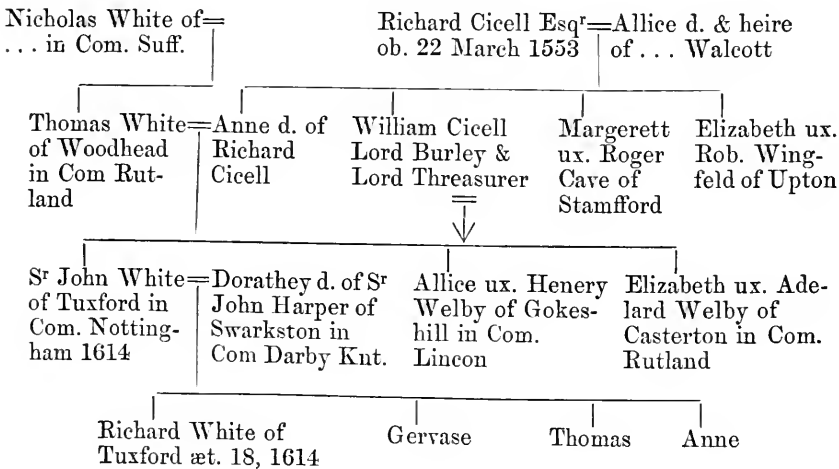 Nicholas White of=
... in Com. Suff.
Richard Cicell Esqʳ=Allice d. & heire
ob. 22 March 1553 of ... Walcott
Thomas White=Anne d. of
of Woodhead Richard
in Com Rut- Cicell
land
William Cicell
Lord Burley &
Lord Threasurer
Margerett
ux. Roger
Cave of
Stamfford
Elizabeth ux.
Rob. Wing-
feld of Upton
Sʳ John White=Dorathey d. of Sʳ
of Tuxford in John Harper of
Com. Notting- Swarkston in
ham 1614 Com Darby Knt.
Allice ux. Henery
Welby of Gokes-
hill in Com.
Lincon
Elizabeth ux. Ade-
lard Welby of
Casterton in Com.
Rutland
Richard White of
Tuxford æt. 18, 1614
Gervase
Thomas
Anne